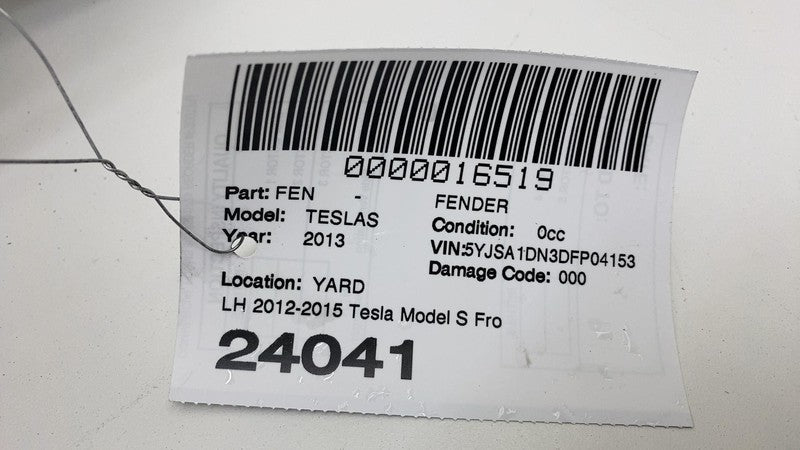 0000016519
Part: FEN - FENDER
Model: TESLAS Condition: 0cc
Year: 2013 VIN:5YJSA1DN3DFP04153
Damage Code: 000
Location: YARD
LH 2012-2015 Tesla Model S Fro
24041